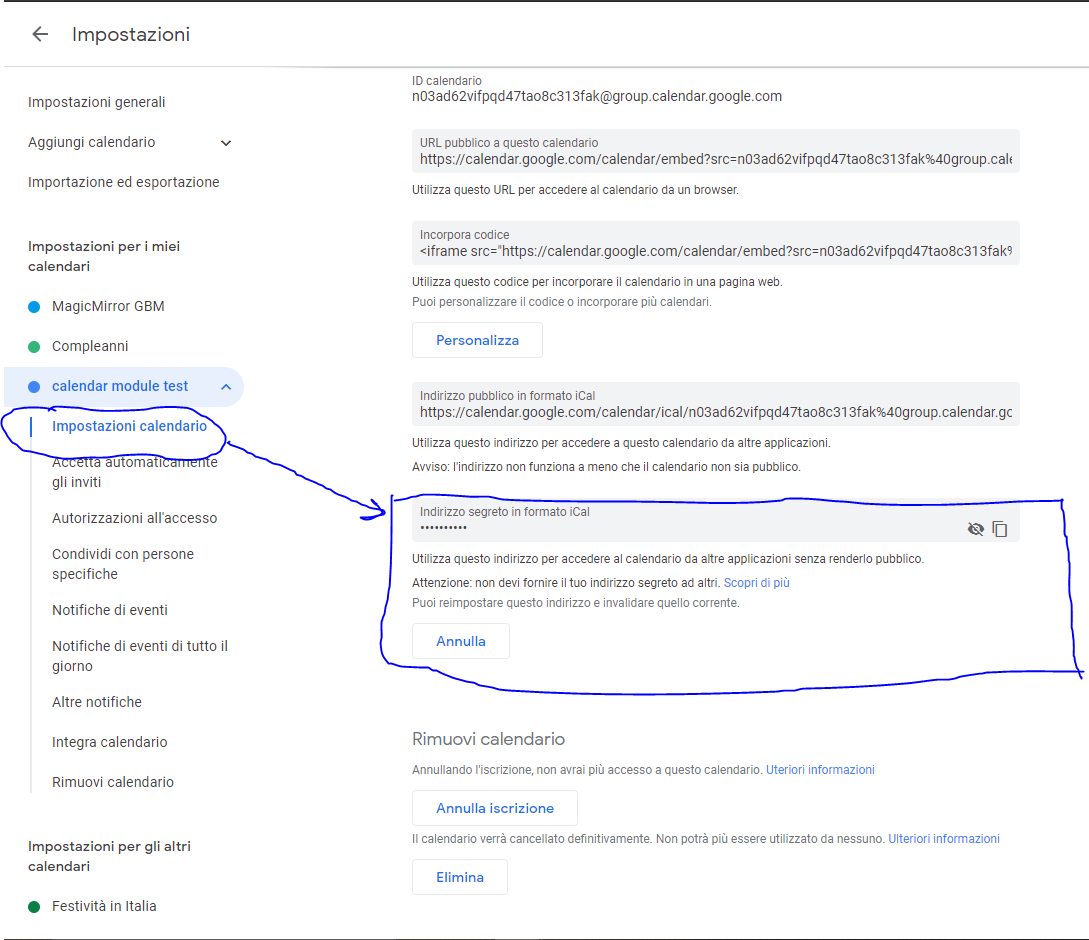 Impostazioni
Impostazioni generali
Aggiungi calendario
Importazione ed esportazione
Impostazioni per i miei
calendari
MagicMirror GBM
Compleanni
calendar module test
Impostazioni calendario
Accetta automaticamente
gli inviti
Autorizzazioni all'accesso
Condividi con persone
specifiche
Notifiche di eventi
Notifiche di eventi di tutto il
giorno
Altre notifiche
Integra calendario
Rimuovi calendario
Impostazioni per gli altri
calendari
Festività in Italia
ID calendario
n03ad62vifpqd47tao8c313fak@group.calendar.google.com
URL pubblico a questo calendario
https://calendar.google.com/calendar/embed?src=n03ad62vifpqd47tao8c313fak%40group.cale
Utilizza questo URL per accedere al calendario da un browser.
Incorpora codice
<iframe src="https://calendar.google.com/calendar/embed?src=n03ad62vifpqd47tao8c313fak%
Utilizza questo codice per incorporare il calendario in una pagina web.
Puoi personalizzare il codice o incorporare più calendari.
Personalizza
Indirizzo pubblico in formato iCal
https://calendar.google.com/calendar/ical/n03ad62vifpqd47tao8c313fak%40group.calendar.gc
Utilizza questo indirizzo per accedere a questo calendario da altre applicazioni.
Avviso: l'indirizzo non funziona a meno che il calendario non sia pubblico.
Indirizzo segreto in formato iCal
••••••••••
Utilizza questo indirizzo per accedere al calendario da altre applicazioni senza renderlo pubblico.
Attenzione: non devi fornire il tuo indirizzo segreto ad altri. Scopri di più
Puoi reimpostare questo indirizzo e invalidare quello corrente.
Annulla
Rimuovi calendario
Annullando l'iscrizione, non avrai più accesso a questo calendario. Uteriori informazioni
Annulla iscrizione
Il calendario verrà cancellato definitivamente. Non potrà più essere utilizzato da nessuno. Ulteriori informazioni
Elimina